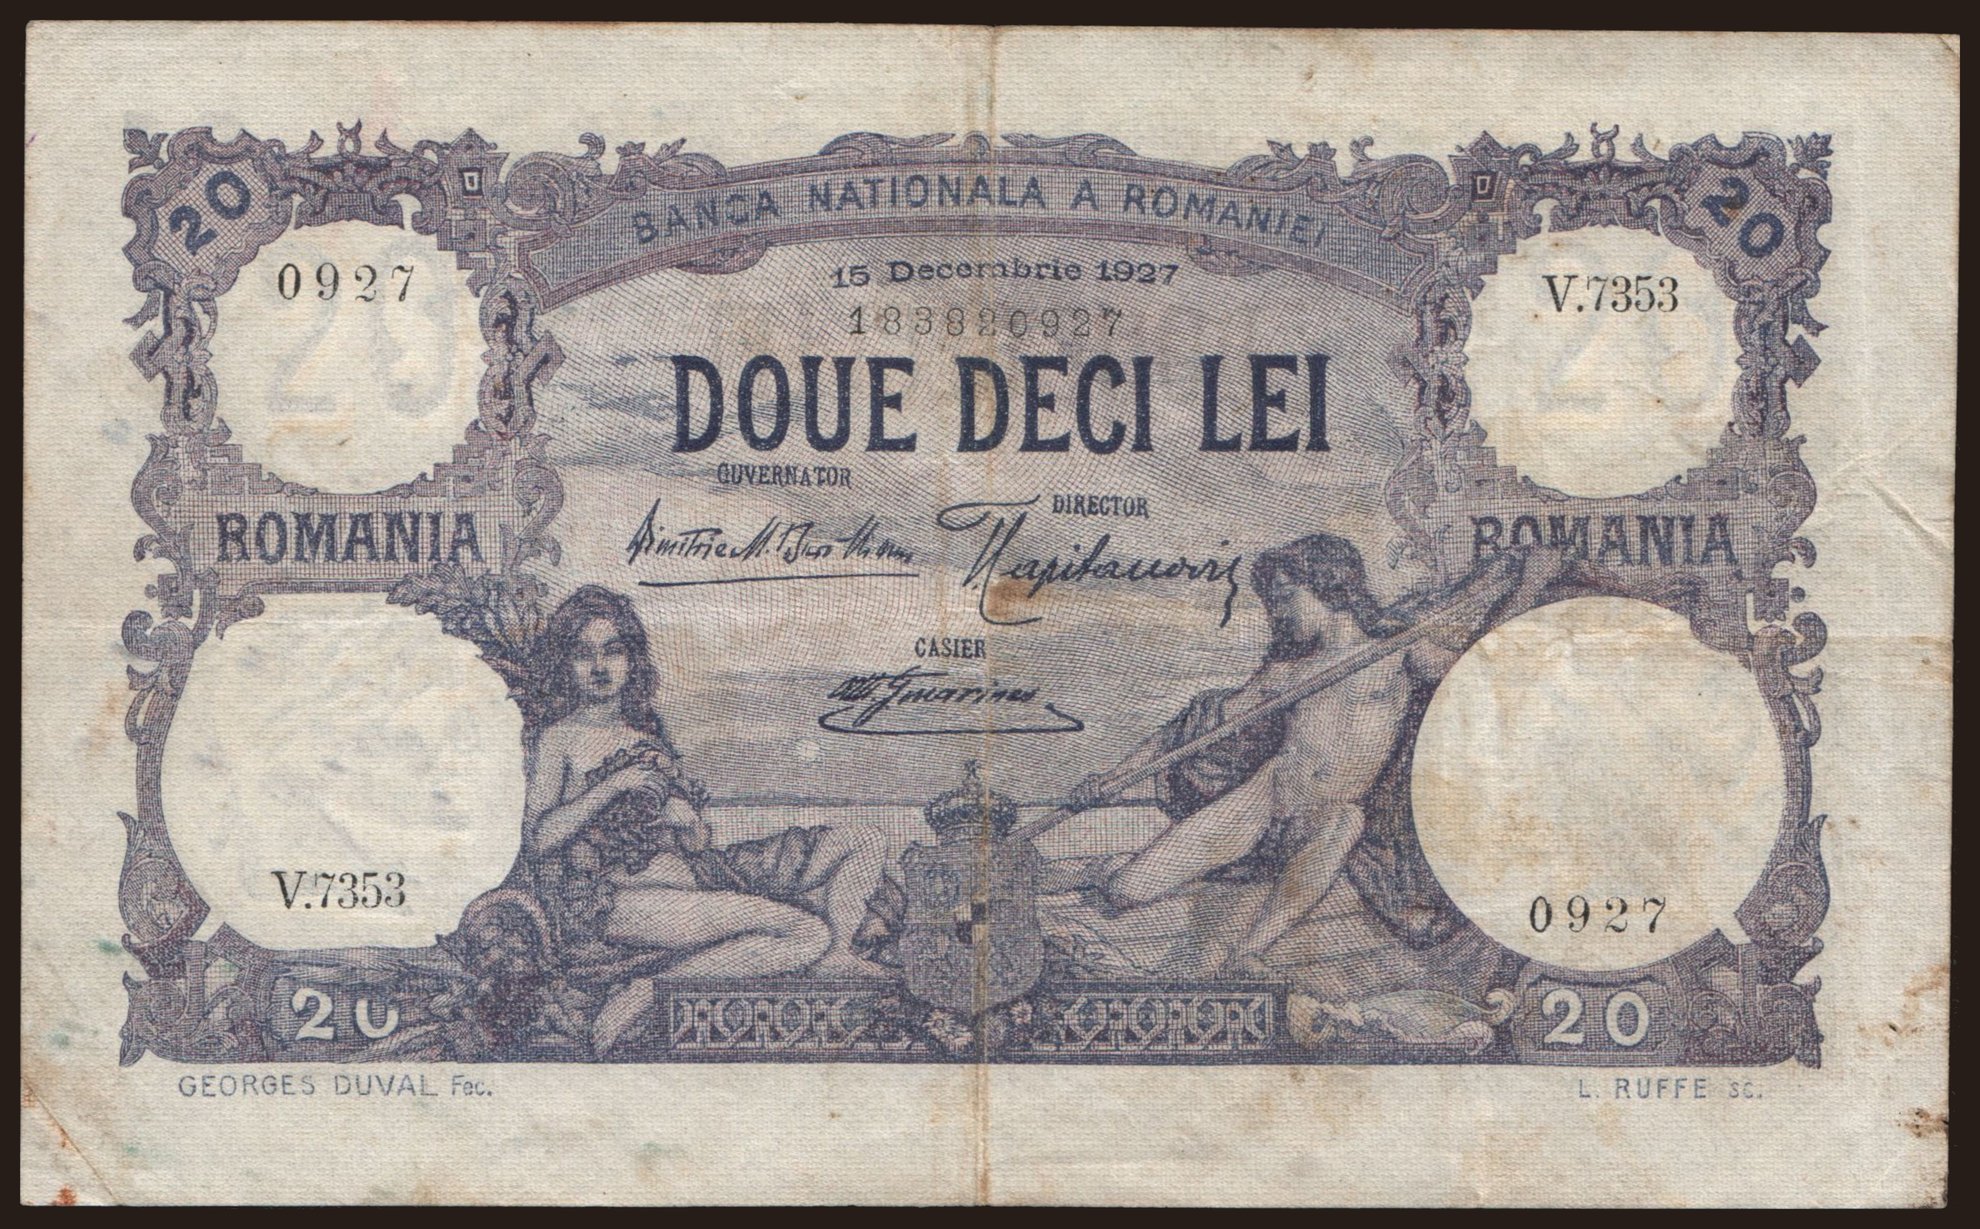 20
20
BANCA NATIONALA A ROMANIEI
15 Decembrie 1927
0927
V.7353
183820927
DOUE DECI LEI
GUVERNATOR
DIRECTOR
ROMANIA
ROMANIA
CASIER
V.7353
0927
20
20
GEORGES DUVAL Fec.
L. RUFFE sc.